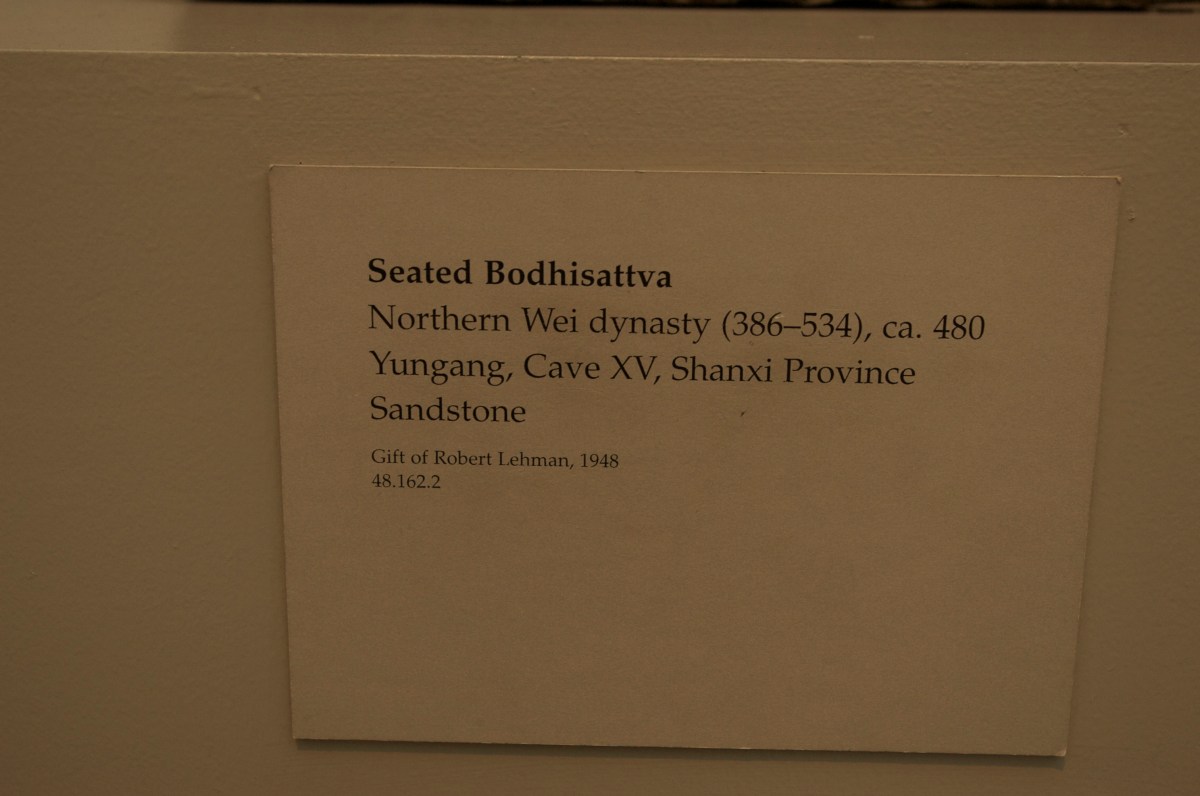 Seated Bodhisattva
Northern Wei dynasty (386–534), ca. 480
Yungang, Cave XV, Shanxi Province
Sandstone
Gift of Robert Lehman, 1948
48.162.2